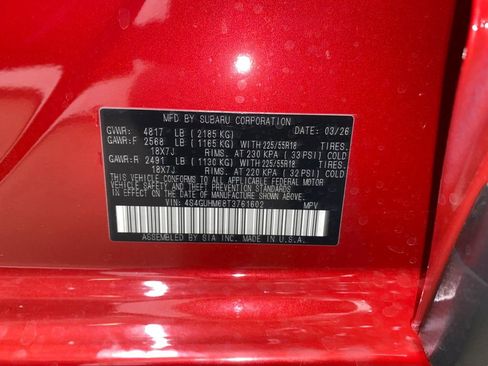 MFD BY SUBARU CORPORATION
GVWR: 4817 LB (2185 KG) DATE: 03/26
GAWR:F 2568 LB (1165 KG) WITH 225/55R18 TIRES,
18X7J RIMS, AT 230 KPA ( 33 PSI) COLD
GAWR:R 2491 LB (1130 KG) WITH 225/55R18 TIRES,
18X7J RIMS, AT 220 KPA ( 32 PSI) COLD
THIS VEHICLE CONFORMS TO ALL APPLICABLE FEDERAL MOTOR
VEHICLE SAFETY, BUMPER, AND THEFT PREVENTION STANDARDS
IN EFFECT ON THE DATE OF MANUFACTURE SHOWN ABOVE.
VIN: 4S4GUHM68T3761602 MPV
ASSEMBLED BY SIA INC. MADE IN U.S.A.